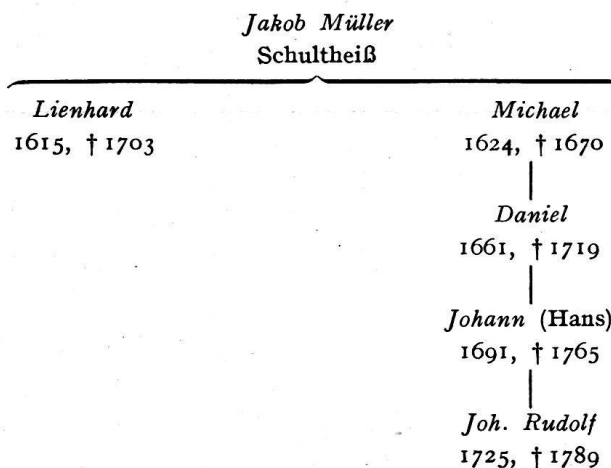 Jakob Müller
Schultheiß
Lienhard
1615, † 1703
Michael
1624, † 1670
Daniel
1661, † 1719
Johann (Hans)
1691, † 1765
Joh. Rudolf
1725, † 1789